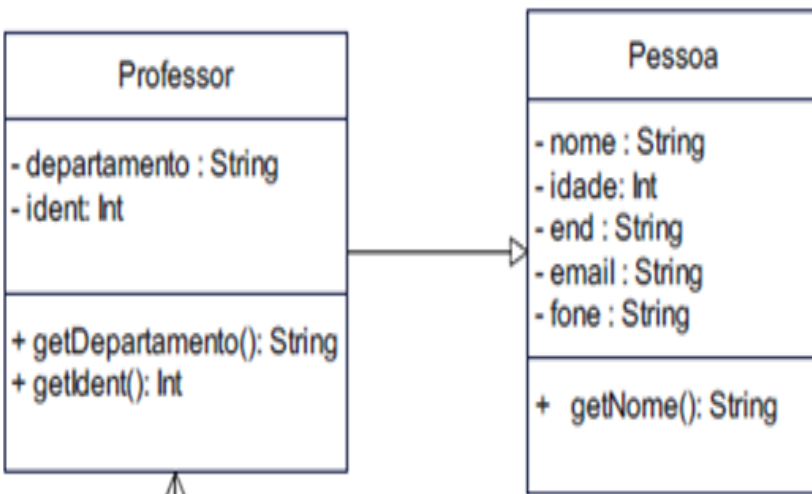 Professor
- departamento : String
- ident: Int
+ getDepartamento(): String
+ getIdent(): Int
Pessoa
- nome : String
- idade: Int
- end : String
- email : String
- fone : String
+ getNome(): String